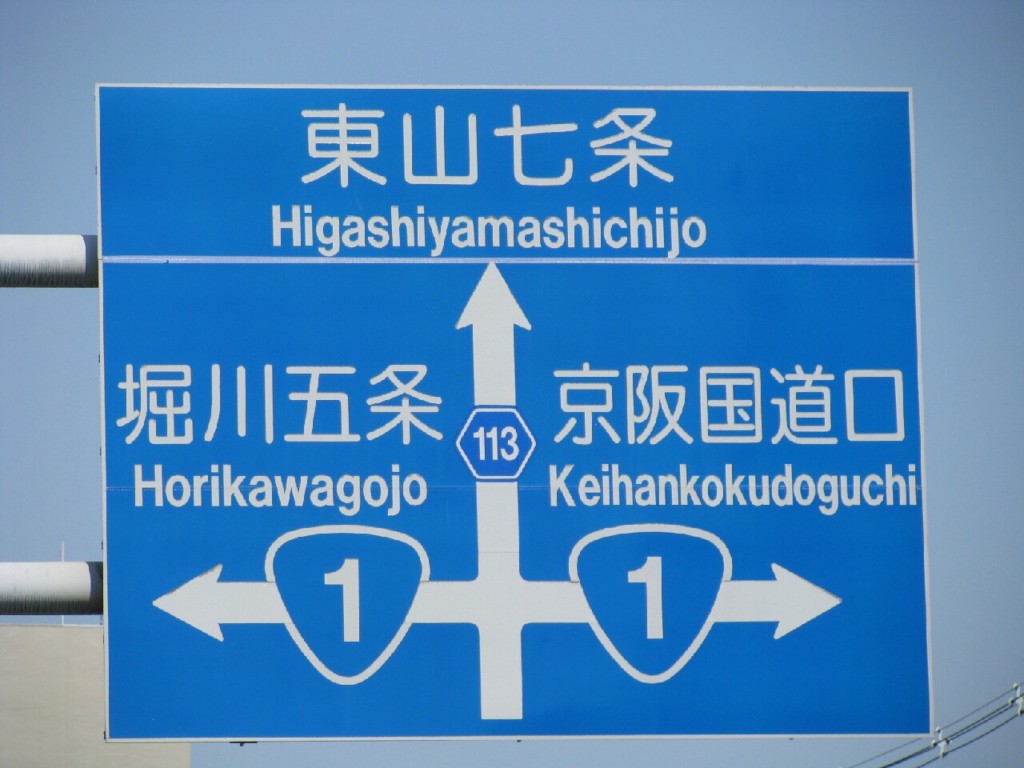 東山七条
Higashiyamashichijo
堀川五条
Horikawagojo
113
京阪国道口
Keihankokudoguchi
1
1